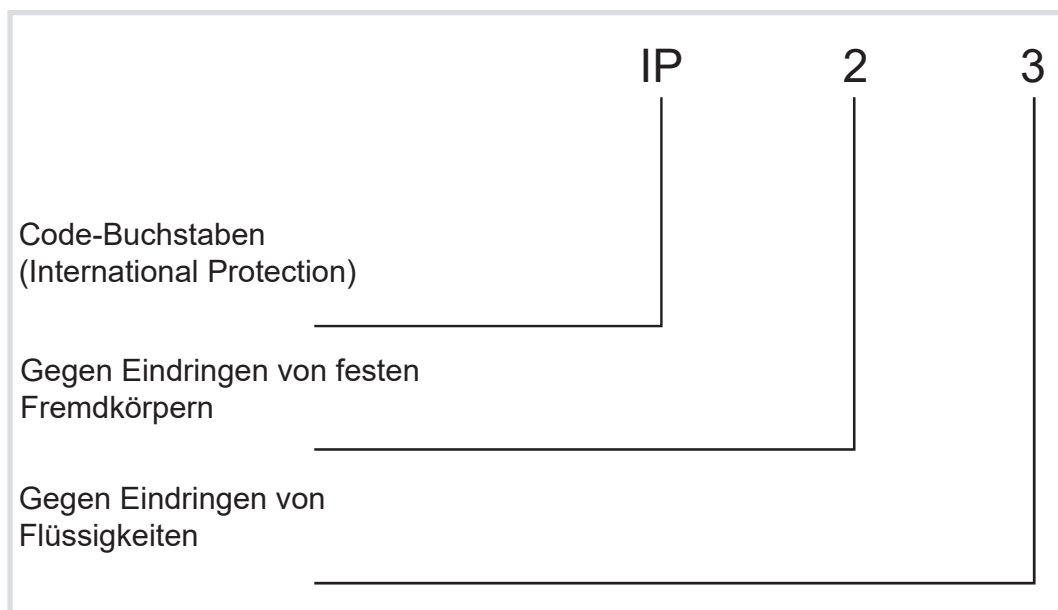 IP 2 3
Code-Buchstaben
(International Protection)
Gegen Eindringen von festen
Fremdkörpern
Gegen Eindringen von
Flüssigkeiten